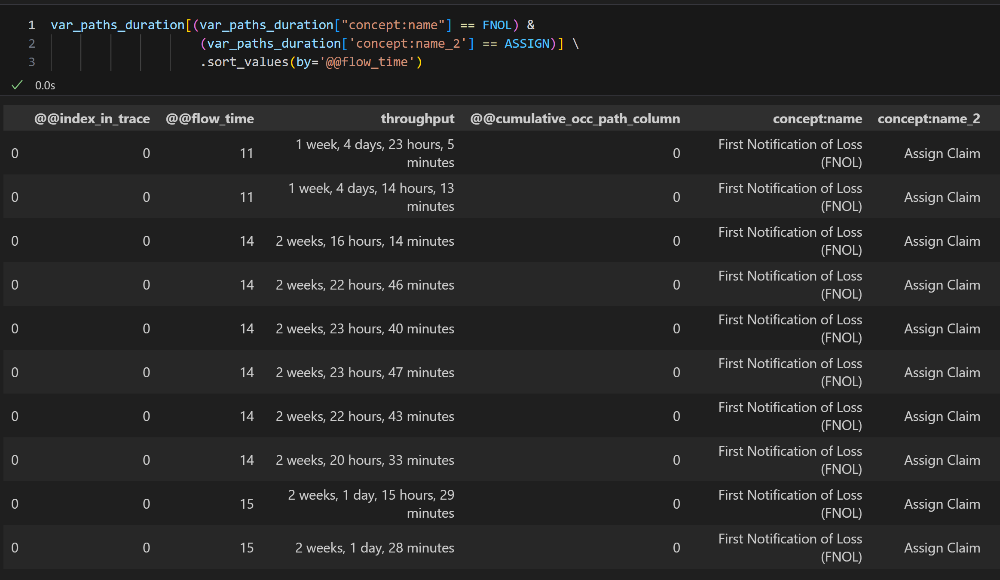 1 var_paths_duration[(var_paths_duration["concept:name"] == FNOL) &
2 (var_paths_duration['concept:name_2'] == ASSIGN)] \
3 .sort_values(by='@@flow_time')
0.0s
@@index_in_trace @@flow_time throughput @@cumulative_occ_path_column concept:name concept:name_2
0 0 11 1 week, 4 days, 23 hours, 5 minutes 0 First Notification of Loss (FNOL) Assign Claim
0 0 11 1 week, 4 days, 14 hours, 13 minutes 0 First Notification of Loss (FNOL) Assign Claim
0 0 14 2 weeks, 16 hours, 14 minutes 0 First Notification of Loss (FNOL) Assign Claim
0 0 14 2 weeks, 22 hours, 46 minutes 0 First Notification of Loss (FNOL) Assign Claim
0 0 14 2 weeks, 23 hours, 40 minutes 0 First Notification of Loss (FNOL) Assign Claim
0 0 14 2 weeks, 23 hours, 47 minutes 0 First Notification of Loss (FNOL) Assign Claim
0 0 14 2 weeks, 22 hours, 43 minutes 0 First Notification of Loss (FNOL) Assign Claim
0 0 14 2 weeks, 20 hours, 33 minutes 0 First Notification of Loss (FNOL) Assign Claim
0 0 15 2 weeks, 1 day, 15 hours, 29 minutes 0 First Notification of Loss (FNOL) Assign Claim
0 0 15 2 weeks, 1 day, 28 minutes 0 First Notification of Loss (FNOL) Assign Claim